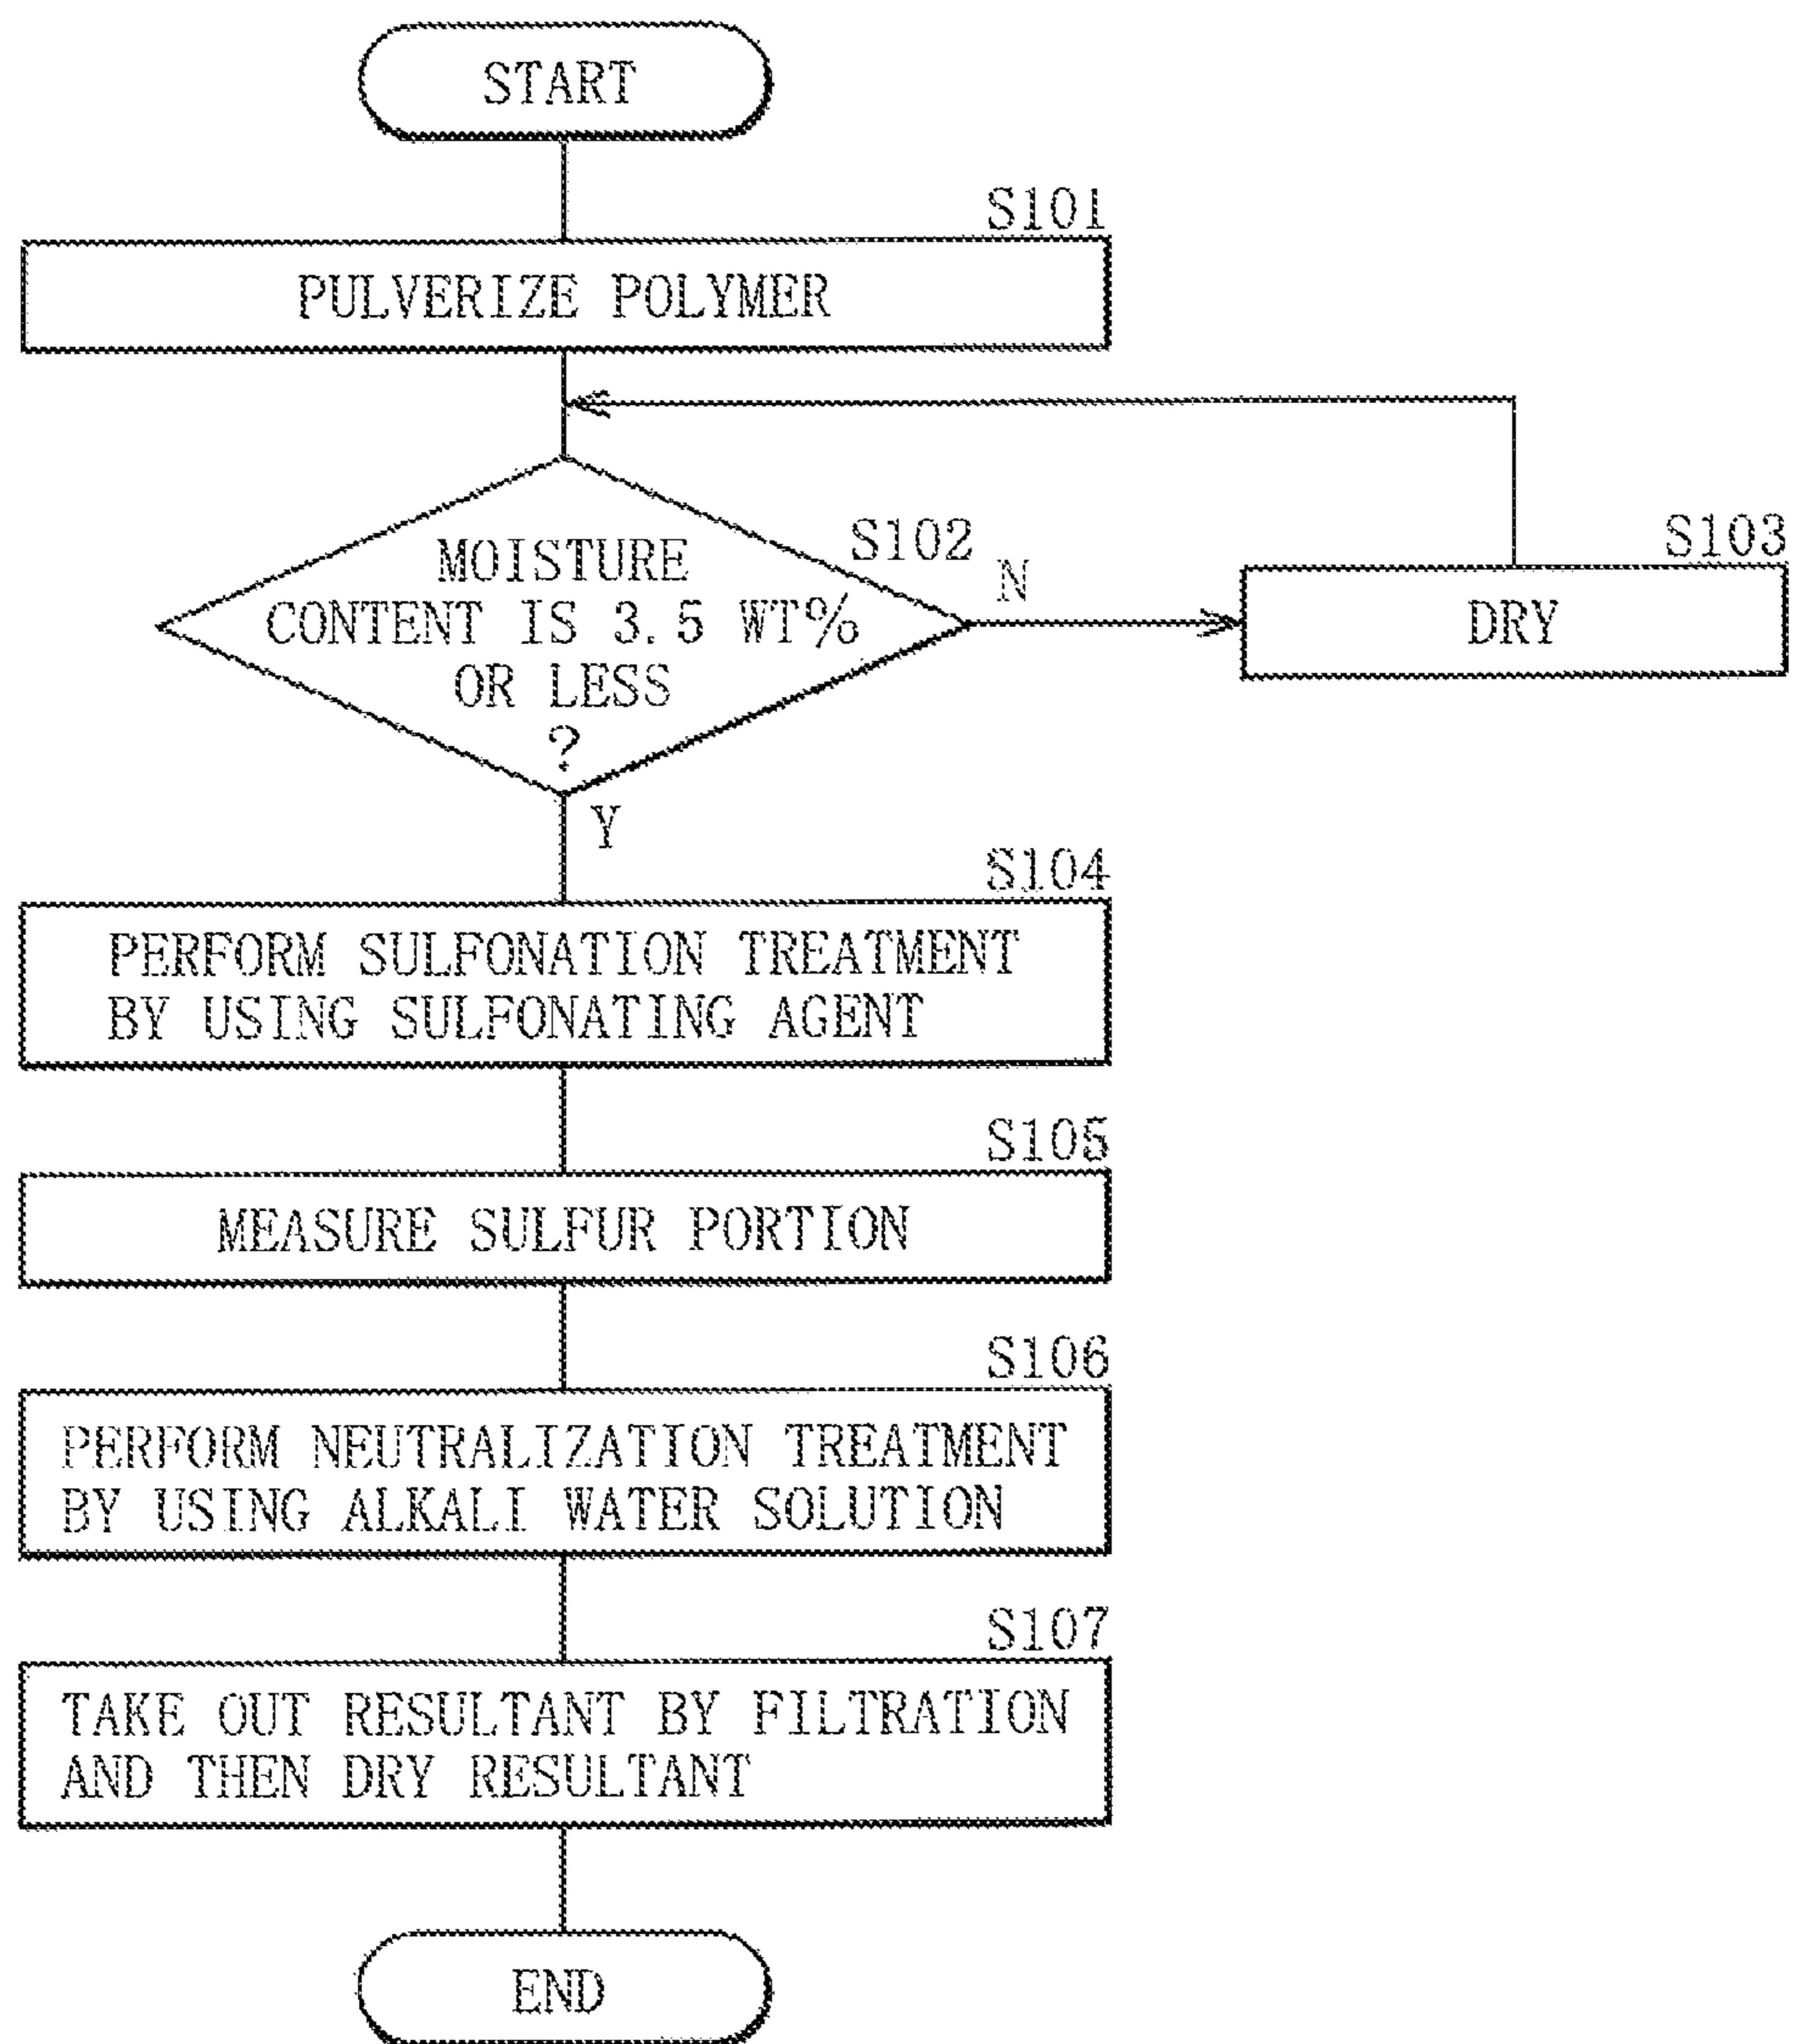 START
S101
PULVERIZE POLYMER
S102
MOISTURE
CONTENT IS 3.5 WT%
OR LESS
?
N
S103
DRY
Y
S104
PERFORM SULFONATION TREATMENT
BY USING SULFONATING AGENT
S105
MEASURE SULFUR PORTION
S106
PERFORM NEUTRALIZATION TREATMENT
BY USING ALKALI WATER SOLUTION
S107
TAKE OUT RESULTANT BY FILTRATION
AND THEN DRY RESULTANT
END